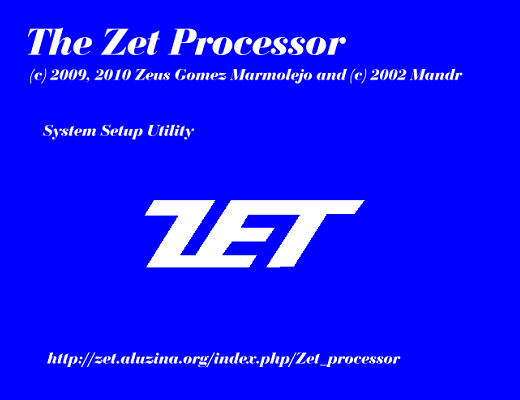 The Zet Processor
(c) 2009, 2010 Zeus Gomez Marmolejo and (c) 2002 Mandr
System Setup Utility
ZET
http://zet.aluzina.org/index.php/Zet_processor